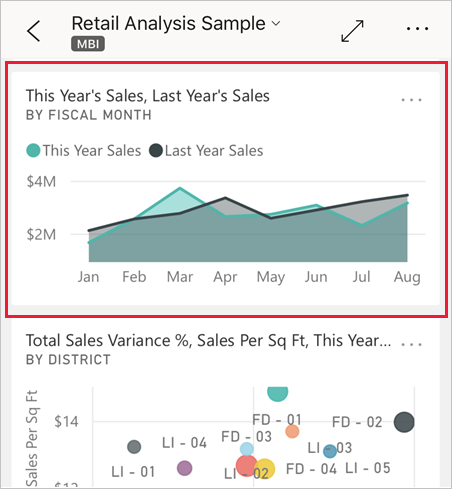 Retail Analysis Sample
MBI
This Year's Sales, Last Year's Sales
BY FISCAL MONTH
This Year Sales Last Year Sales
$4M
$2M
Jan Feb Mar Apr May Jun Jul Aug
Total Sales Variance %, Sales Per Sq Ft, This Year...
BY DISTRICT
Sales Per Sq Ft
$14
FD - 01 FD - 02
LI - 04 FD - 03 LI - 03
LI - 01 LI - 02 FD - 04 LI - 05
$13